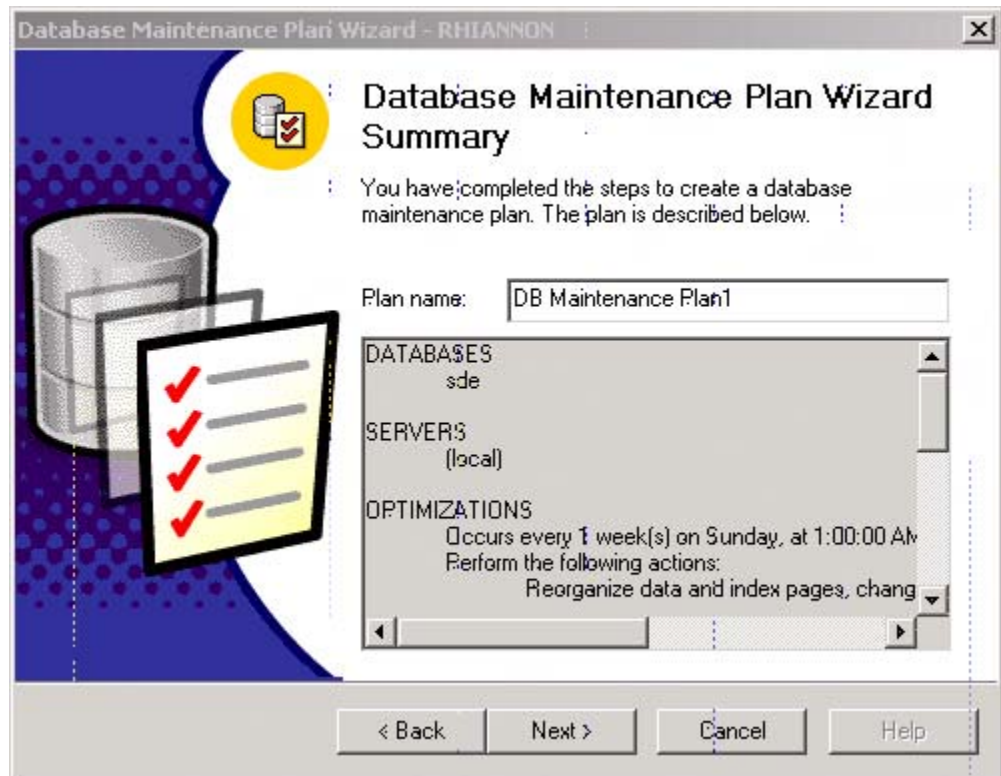 Database Maintenance Plan Wizard - RHIANNON
Database Maintenance Plan Wizard
Summary
You have completed the steps to create a database
maintenance plan. The plan is described below.
Plan name: DB Maintenance Plan1
DATABASES
sde
SERVERS
(local)
OPTIMIZATIONS
Occurs every 1 week(s) on Sunday, at 1:00:00 AM
Perform the following actions:
Reorganize data and index pages, chang
< Back Next > Cancel Help